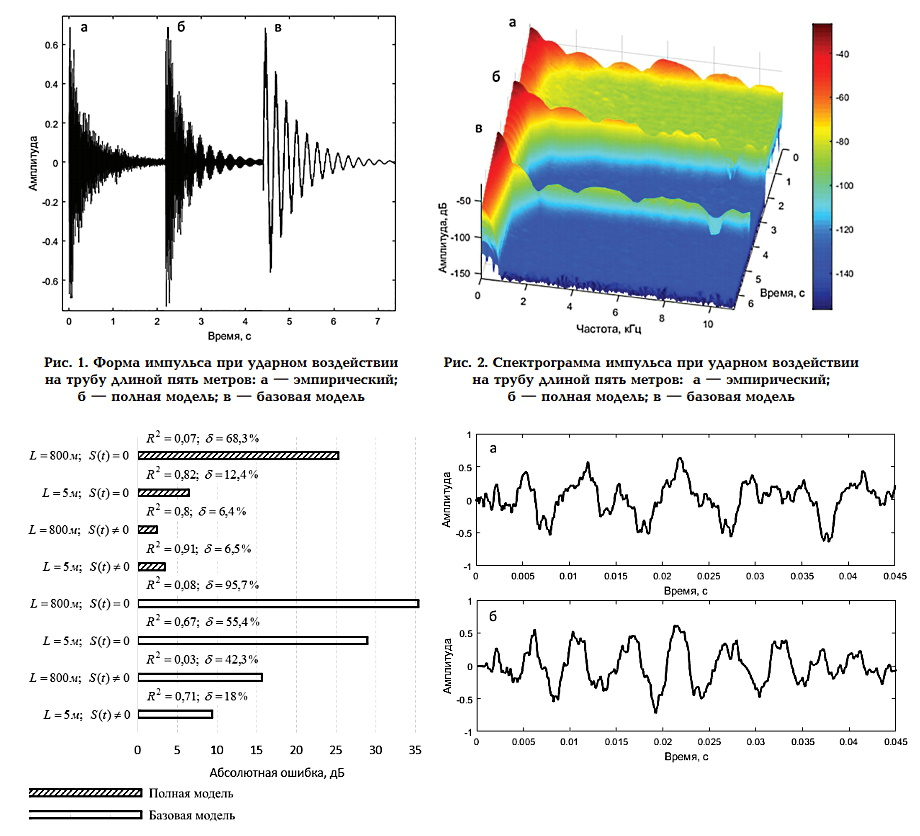 а б в
0.6
0.4
0.2
0
-0.2
-0.4
-0.6
Амплитуда
0 1 2 3 4 5 6 7
Время, с
Рис. 1. Форма импульса при ударном воздействии
на трубу длиной пять метров: а — эмпирический;
б — полная модель; в — базовая модель
а
б
в
-50
-100
-150
Амплитуда, дБ
0 2 4 6 8 10
Частота, кГц
0
1
2
3
4
5
6
Время, с
-40
-60
-80
-100
-120
-140
Рис. 2. Спектрограмма импульса при ударном воздействии
на трубу длиной пять метров: а — эмпирический;
б — полная модель; в — базовая модель
R² = 0,07; δ = 68,3%
L = 800м; S(t) = 0
R² = 0,82; δ = 12,4%
L = 5м; S(t) = 0
R² = 0,8; δ = 6,4%
L = 800м; S(t) ≠ 0
R² = 0,91; δ = 6,5%
L = 5м; S(t) ≠ 0
R² = 0,08; δ = 95,7%
L = 800м; S(t) = 0
R² = 0,67; δ = 55,4%
L = 5м; S(t) = 0
R² = 0,03; δ = 42,3%
L = 800м; S(t) ≠ 0
R² = 0,71; δ = 18%
L = 5м; S(t) ≠ 0
0 5 10 15 20 25 30 35
Абсолютная ошибка, дБ
Полная модель
Базовая модель
а
1
0.5
0
-0.5
-1
Амплитуда
0 0.005 0.01 0.015 0.02 0.025 0.03 0.035 0.04 0.045
Время, с
б
1
0.5
0
-0.5
-1
Амплитуда
0 0.005 0.01 0.015 0.02 0.025 0.03 0.035 0.04 0.045
Время, с